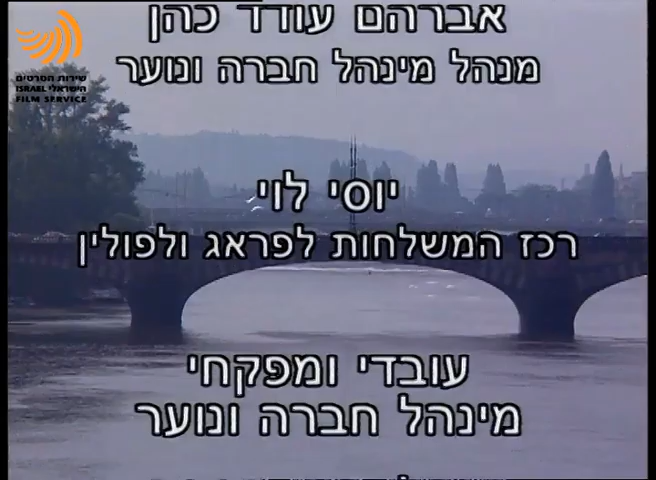 שירות הסרטים
הישראלי
ISRAEL
FILM SERVICE
אברהם עודד כהן
מנהל מינהל חברה ונוער
יוסי לוי
רכז המשלחות לפראג ולפולין
עובדי ומפקחי
מינהל חברה ונוער